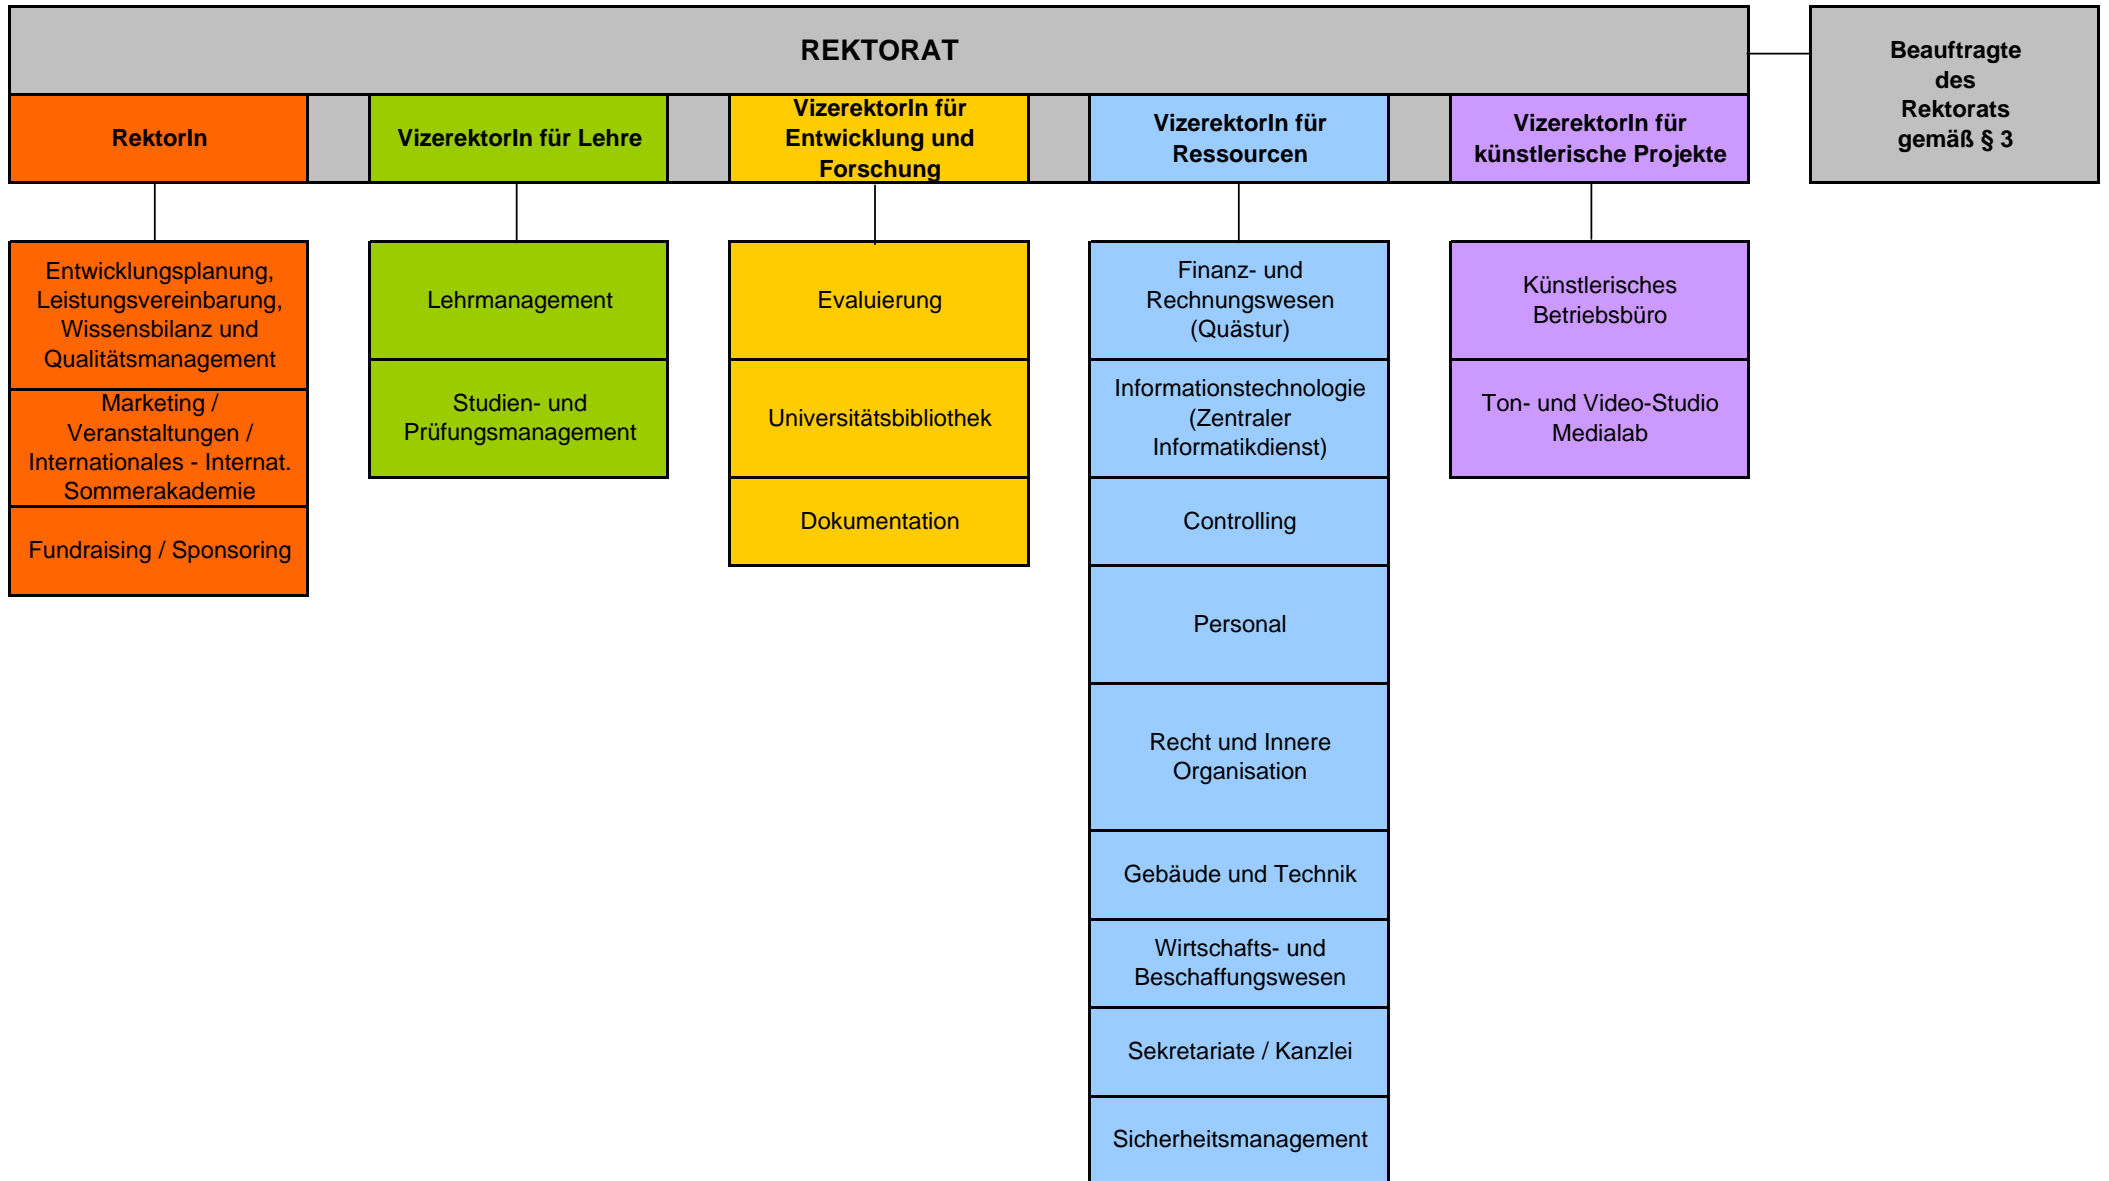 REKTORAT
Beauftragte
des
Rektorats
gemäß § 3
RektorIn
VizerektorIn für Lehre
VizerektorIn für
Entwicklung und
Forschung
VizerektorIn für
Ressourcen
VizerektorIn für
künstlerische Projekte
Entwicklungsplanung,
Leistungsvereinbarung,
Wissensbilanz und
Qualitätsmanagement
Marketing /
Veranstaltungen /
Internationales - Internat.
Sommerakademie
Fundraising / Sponsoring
Lehrmanagement
Studien- und
Prüfungsmanagement
Evaluierung
Universitätsbibliothek
Dokumentation
Finanz- und
Rechnungswesen
(Quästur)
Informationstechnologie
(Zentraler
Informatikdienst)
Controlling
Personal
Recht und Innere
Organisation
Gebäude und Technik
Wirtschafts- und
Beschaffungswesen
Sekretariate / Kanzlei
Sicherheitsmanagement
Künstlerisches
Betriebsbüro
Ton- und Video-Studio
Medialab